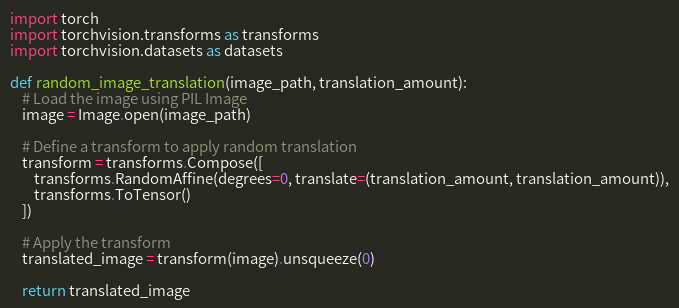 import torch
import torchvision.transforms as transforms
import torchvision.datasets as datasets

def random_image_translation(image_path, translation_amount):
    # Load the image using PIL Image
    image = Image.open(image_path)

    # Define a transform to apply random translation
    transform = transforms.Compose([
        transforms.RandomAffine(degrees=0, translate=(translation_amount, translation_amount)),
        transforms.ToTensor()
    ])

    # Apply the transform
    translated_image = transform(image).unsqueeze(0)

    return translated_image